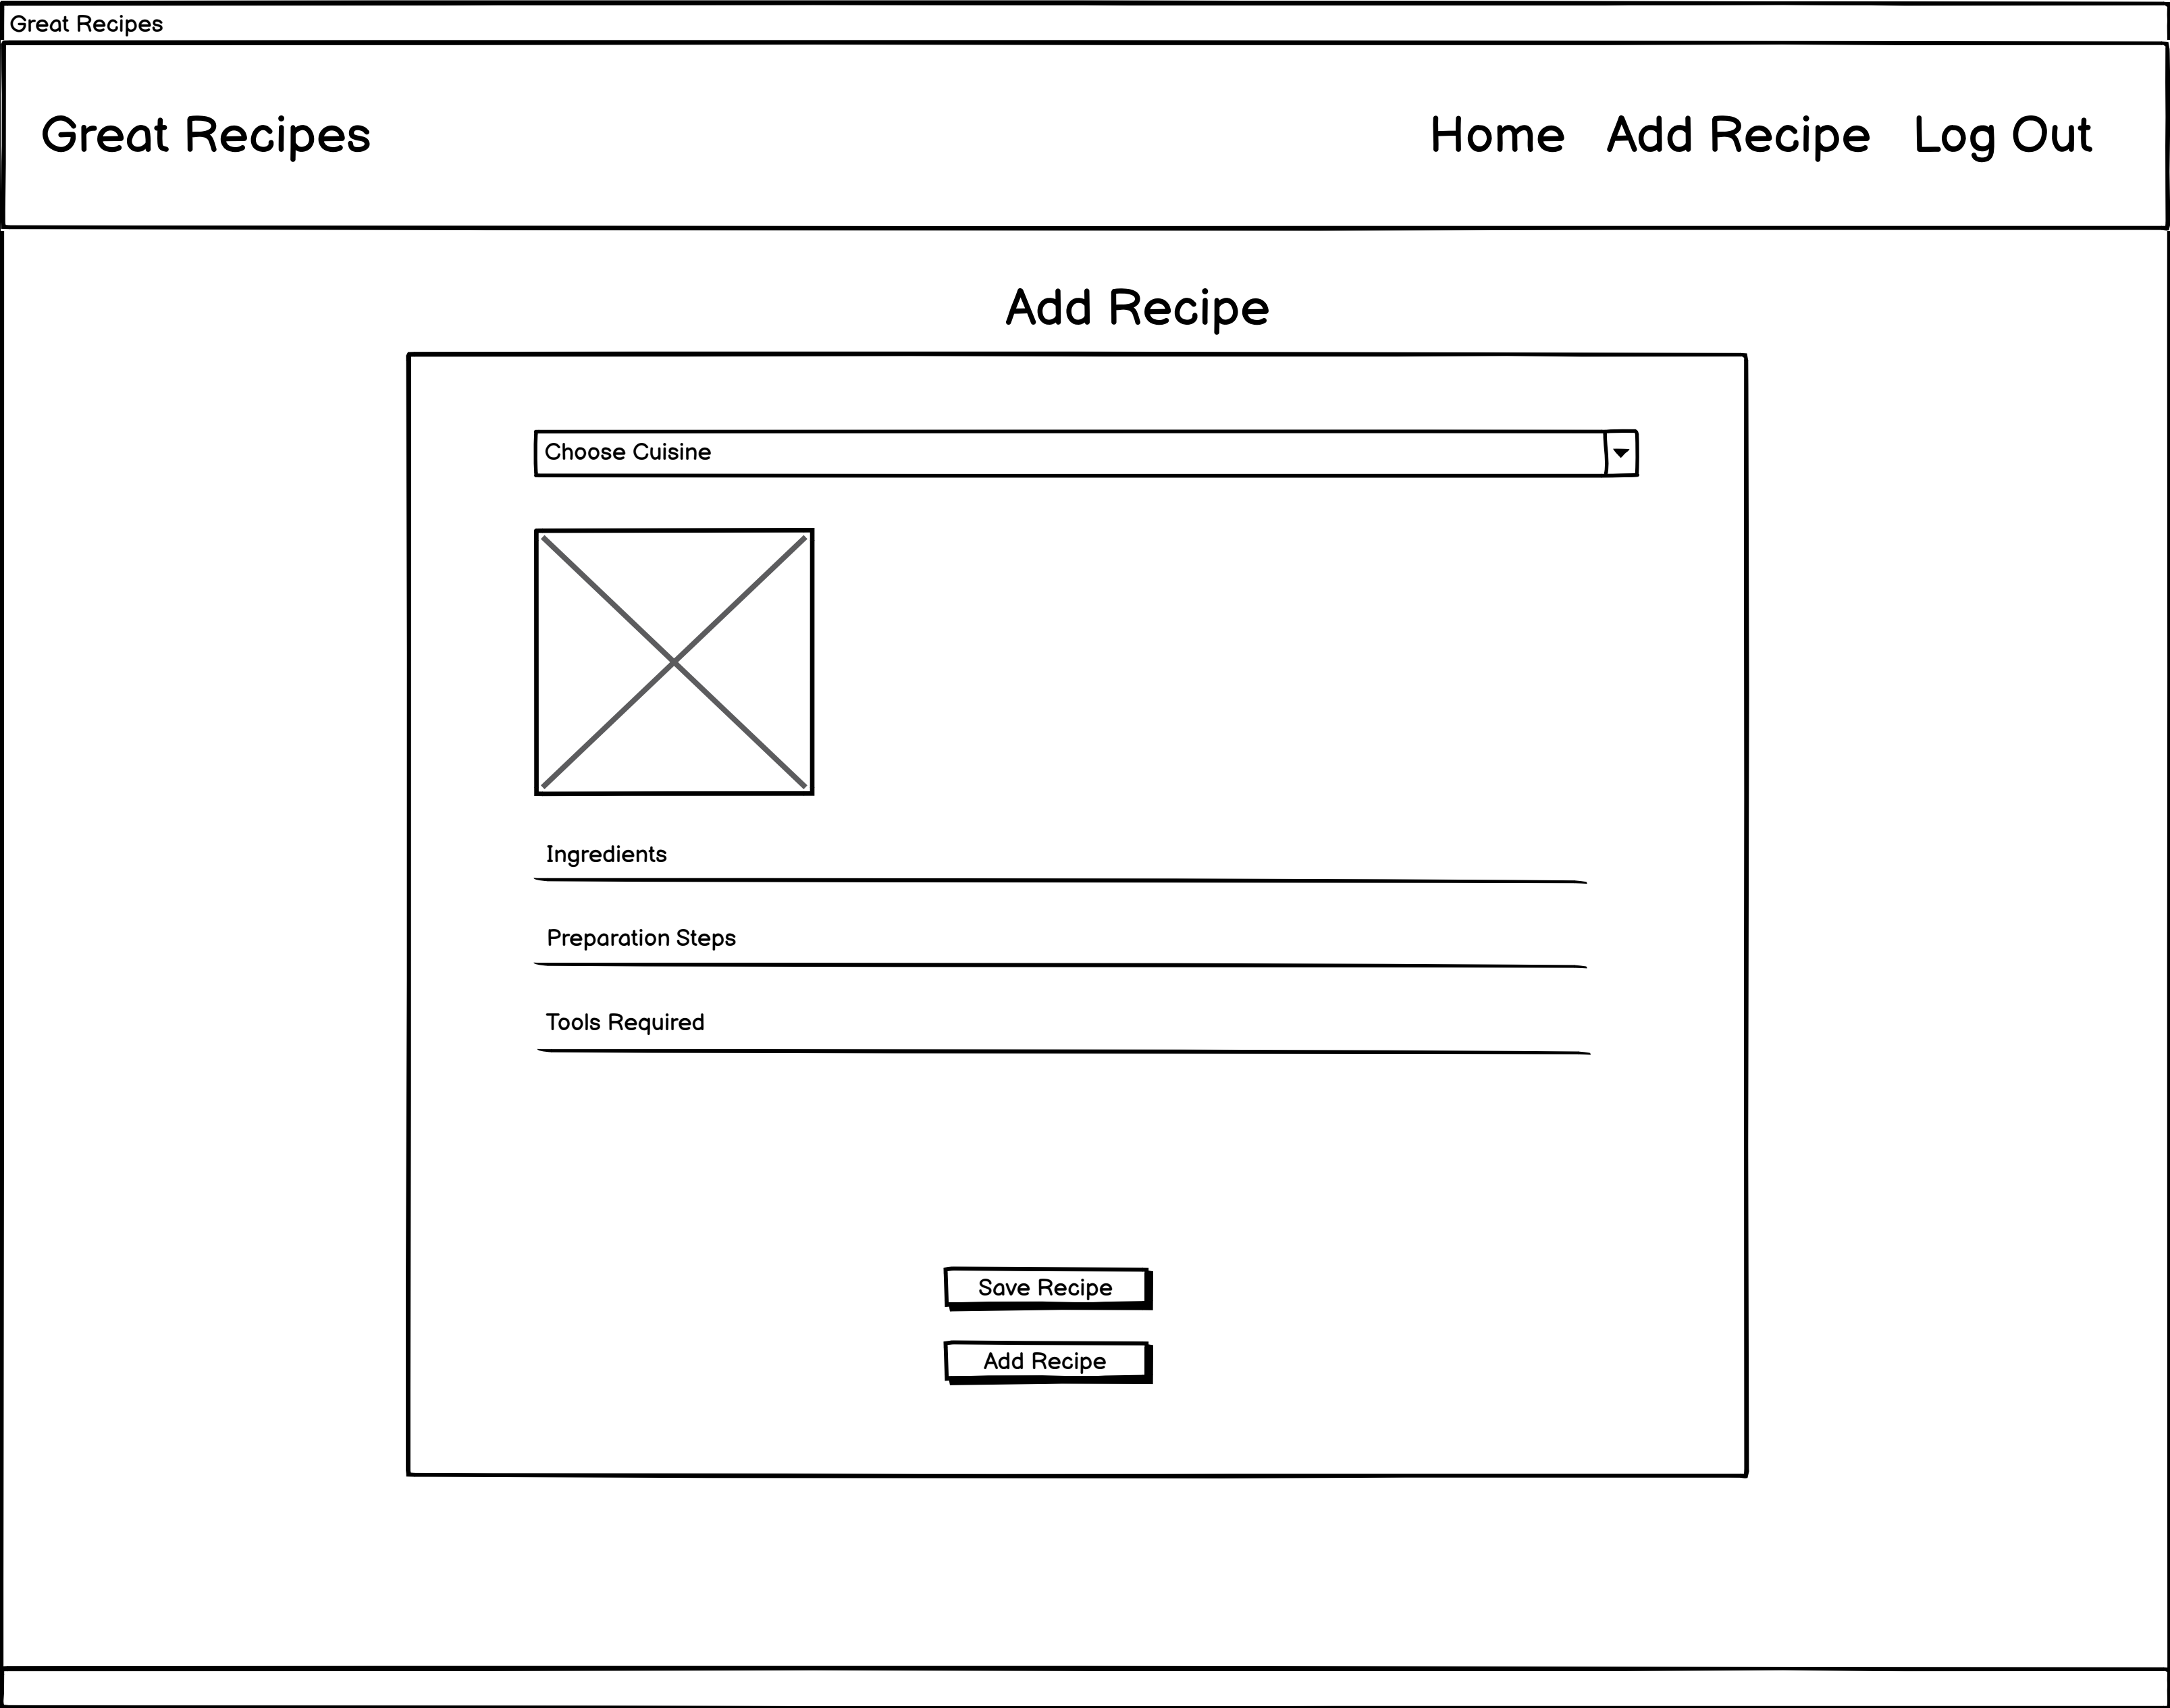 Great Recipes
Great Recipes
Home Add Recipe Log Out
Add Recipe
Choose Cuisine
Ingredients
Preparation Steps
Tools Required
Save Recipe
Add Recipe